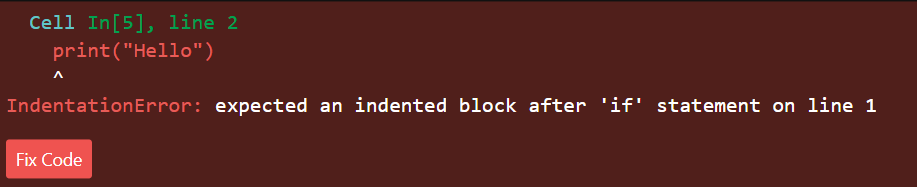 Cell In[5], line 2
print("Hello")
^
IndentationError: expected an indented block after 'if' statement on line 1
Fix Code